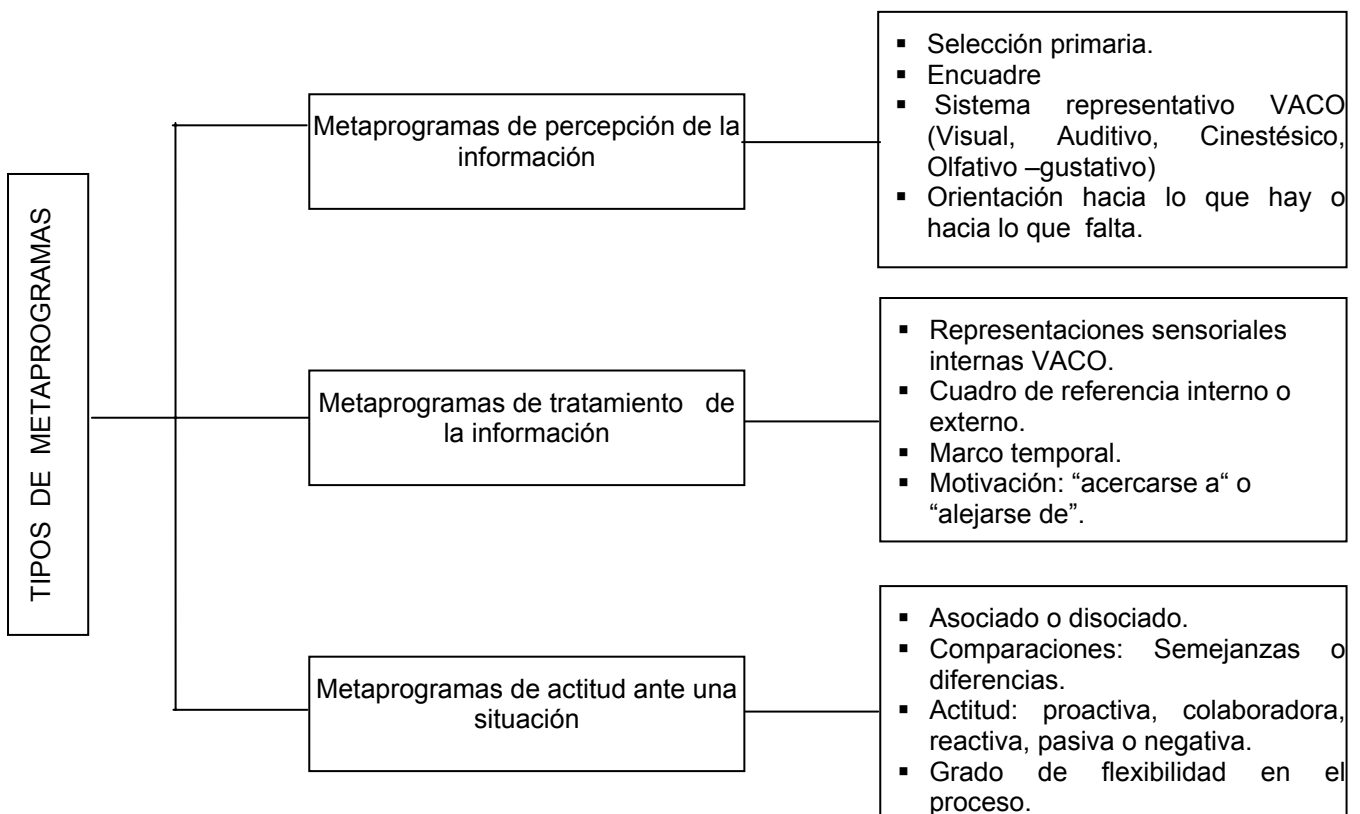 TIPOS DE METAPROGRAMAS
Metaprogramas de percepción de la
información
▪ Selección primaria.
▪ Encuadre
▪ Sistema representativo VACO
(Visual, Auditivo, Cinestésico,
Olfativo –gustativo)
▪ Orientación hacia lo que hay o
hacia lo que falta.
Metaprogramas de tratamiento de
la información
▪ Representaciones sensoriales
internas VACO.
▪ Cuadro de referencia interno o
externo.
▪ Marco temporal.
▪ Motivación: “acercarse a“ o
“alejarse de”.
Metaprogramas de actitud ante una
situación
▪ Asociado o disociado.
▪ Comparaciones: Semejanzas o
diferencias.
▪ Actitud: proactiva, colaboradora,
reactiva, pasiva o negativa.
▪ Grado de flexibilidad en el
proceso.